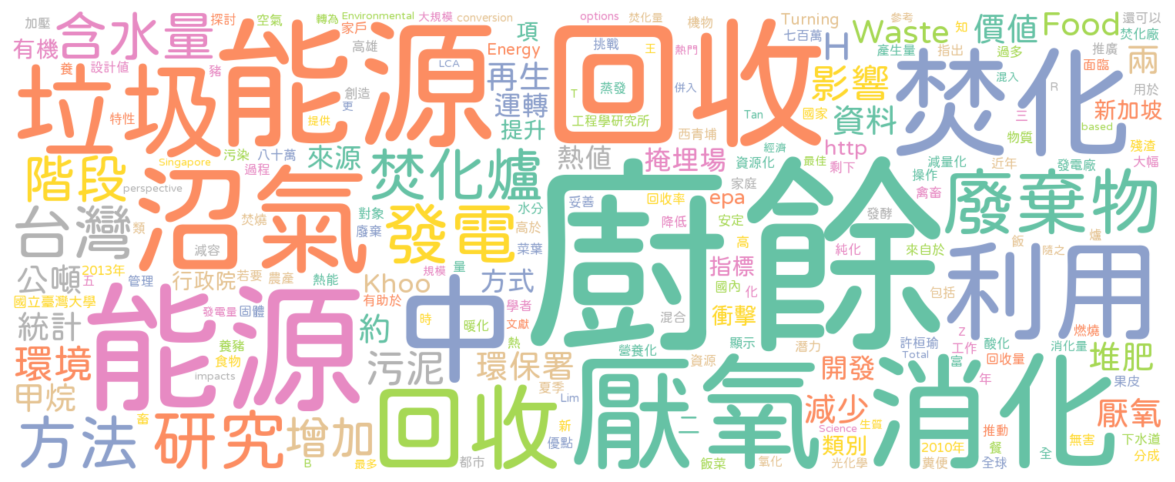 加壓
有機
含水量
探討
家戶
Environmental
空氣
高雄
大規模
轉為
conversion
options
焚化量
挑戰
王
熱門
Turning
七百萬
Waste
參考
知
產生量
指出
價值
過多
Food
還可以
焚化廠
推廣
面臨
兩
養
設計值
豬
LCA
創造
更
Energy
項
再生
運轉
提升
垃圾
能源回收
T
蒸發
併入
工程學研究所
Tan
國家
H
影響
資料
焚化
混入
三
R
用於
based
新加坡
物質
殘渣
大幅
特性
提供
污染
八十萬
過程
Singapore
perspective
來源
焚化爐
熱值
西青埔
掩埋場
經濟
資源化
http
最佳
剩下
減量化
操作
近年
發電廠
禽畜
階段
台灣
類
減容
沼氣
焚燒
對象
廢棄
水分
高於
發電
菜葉
妥善
回收率
家庭
降低
安定
epa
高
發酵
純化
來自於
飯
爐
隨之
廢棄物
廚餘
利用
公噸
2013年
五
管理
行政院
若要
農產
熱能
Khoo
規模
量
方式
指標
國內
化
包括
國立臺灣大學
發電量
固體
有助於
學者
文獻
統計
能源
約
中
時
暖化
熱
衝擊
混合
顯示
潛力
許桓瑜
Total
Z
工作
酸化
燃燒
消化量
回收量
環境
養豬
食物
impacts
污泥
環保署
營養化
資源
開發
富
年
堆肥
果皮
甲烷
畜
夏季
Lim
厭氧消化
減少
厭氧
方法
研究
增加
B
最多
回收
都市
新
優點
二
飯菜
氫化
Science
生質
光化學
類別
推動
2010年
糞便
餐
全球
無害
全
下水道
分成